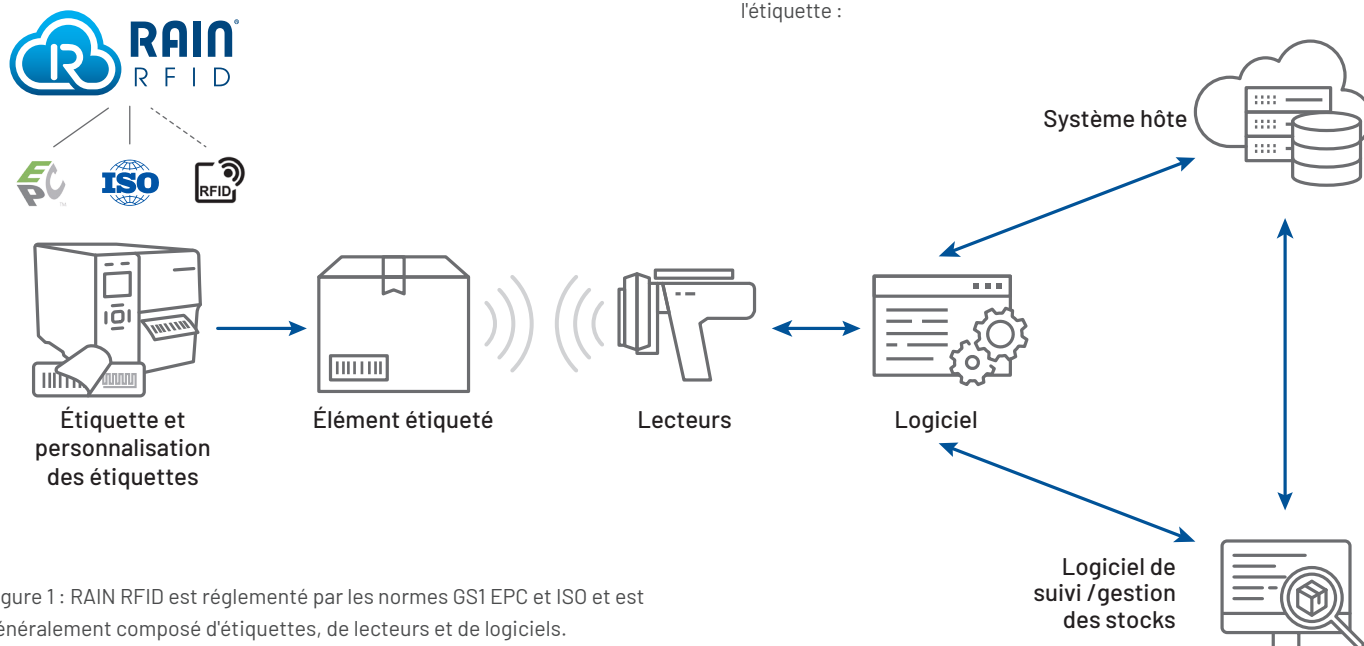 l'étiquette :
RAIN
RFID
EPC
ISO
RFID
Système hôte
Étiquette et
personnalisation
des étiquettes
Élément étiqueté
Lecteurs
Logiciel
Logiciel de
suivi /gestion
des stocks
gure 1 : RAIN RFID est réglementé par les normes GS1 EPC et ISO et est
énéralement composé d'étiquettes, de lecteurs et de logiciels.